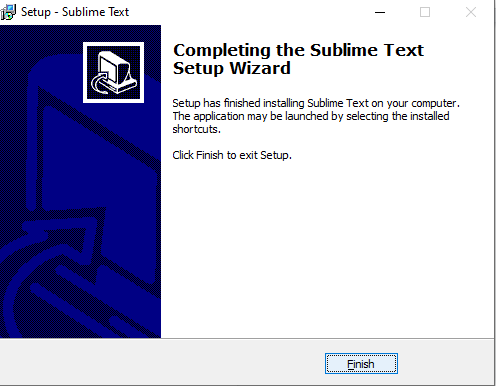 Setup - Sublime Text
Completing the Sublime Text
Setup Wizard
Setup has finished installing Sublime Text on your computer.
The application may be launched by selecting the installed
shortcuts.
Click Finish to exit Setup.
Finish